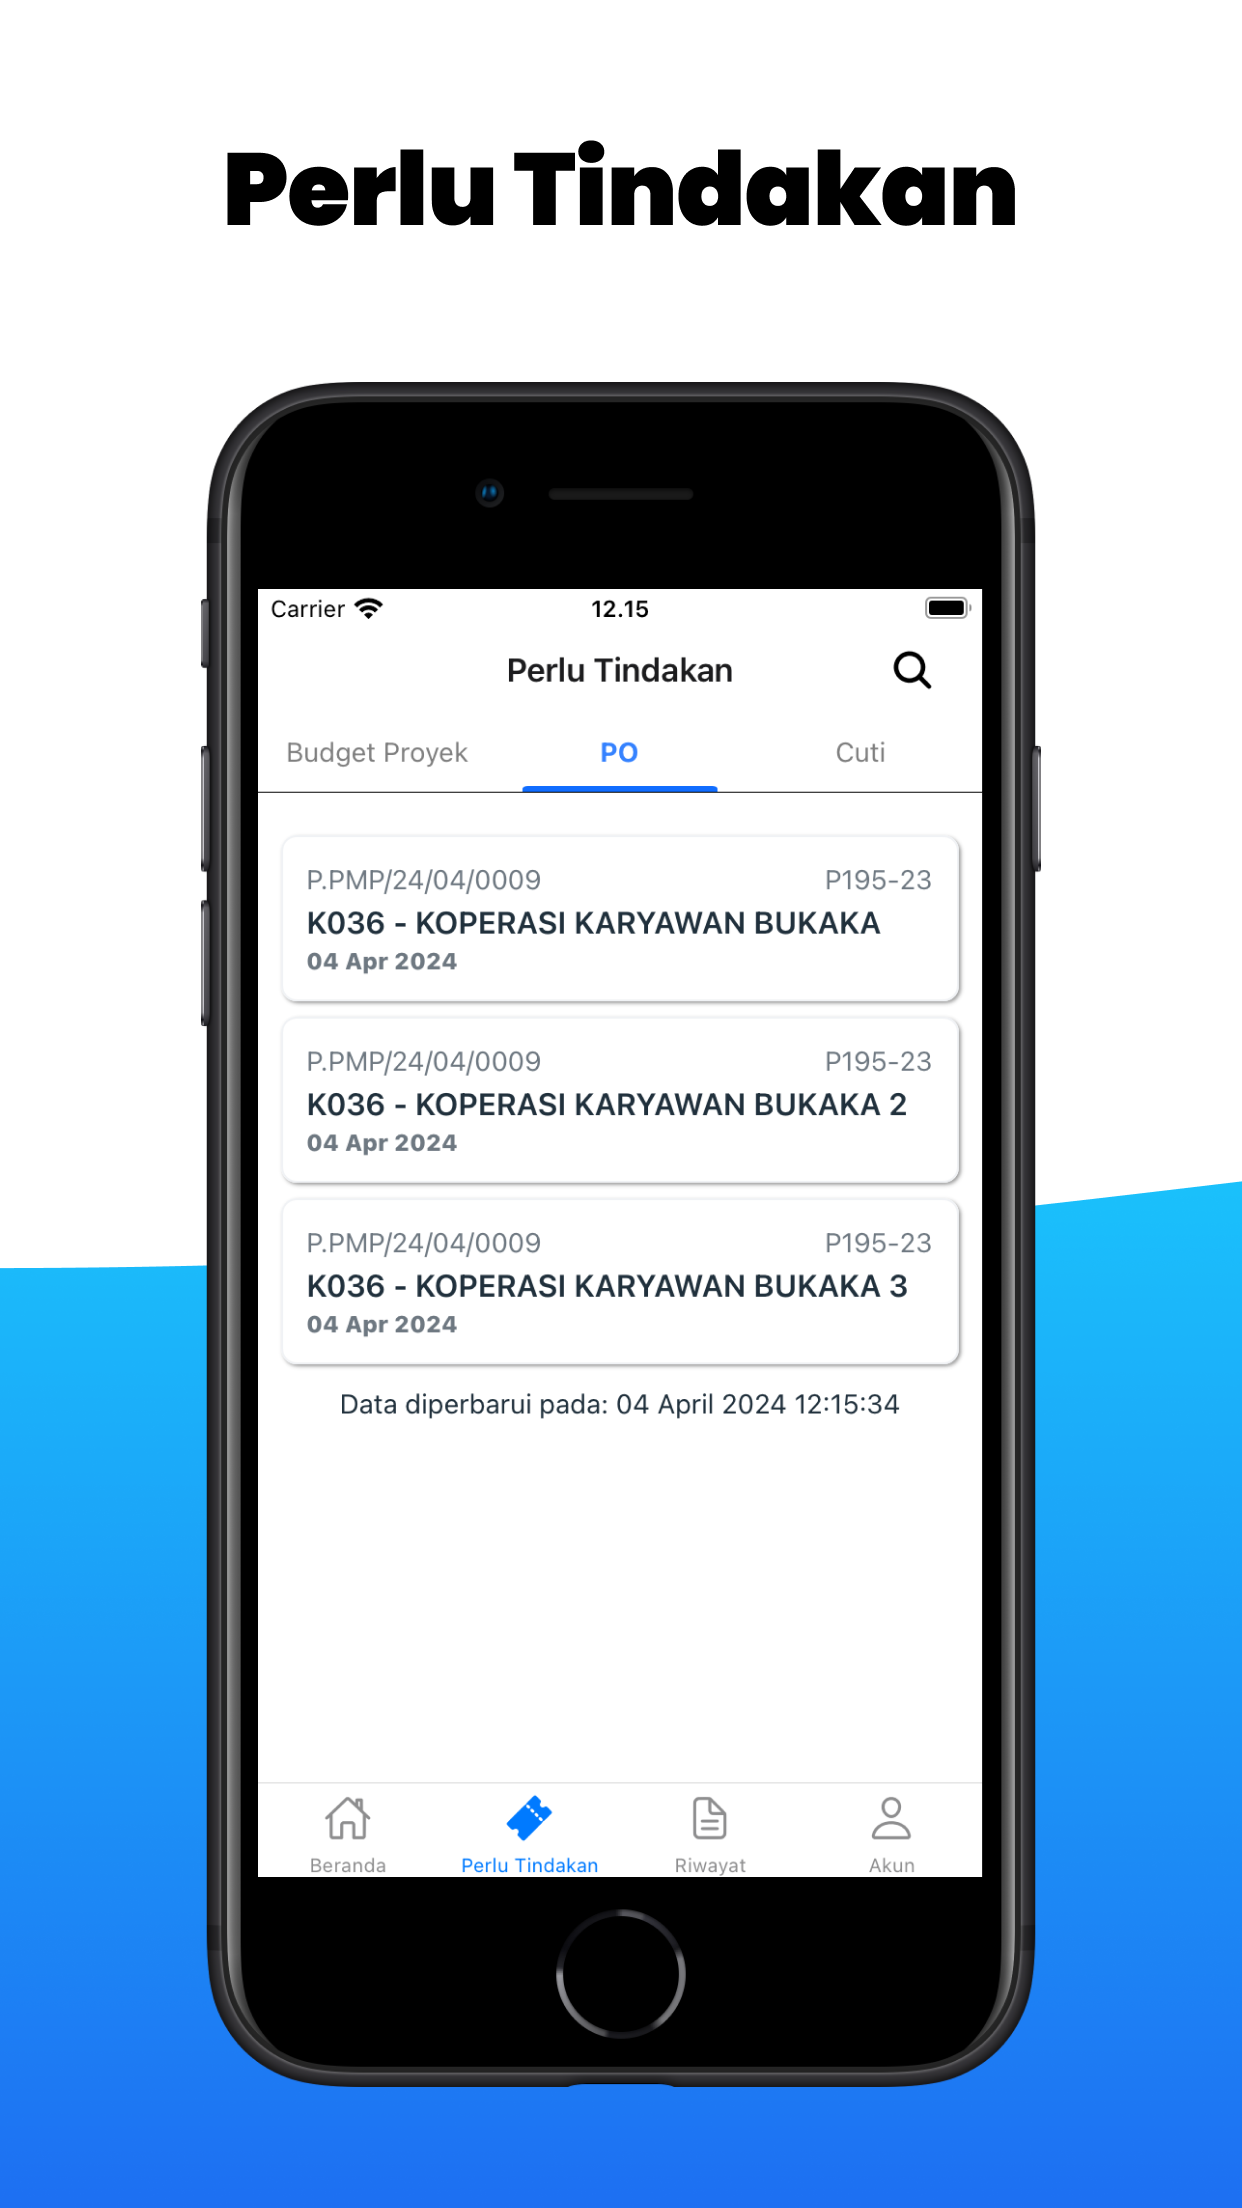 Perlu Tindakan
Carrier 12.15
Perlu Tindakan
Budget Proyek PO Cuti
P.PMP/24/04/0009 P195-23
K036 - KOPERASI KARYAWAN BUKAKA
04 Apr 2024
P.PMP/24/04/0009 P195-23
K036 - KOPERASI KARYAWAN BUKAKA 2
04 Apr 2024
P.PMP/24/04/0009 P195-23
K036 - KOPERASI KARYAWAN BUKAKA 3
04 Apr 2024
Data diperbarui pada: 04 April 2024 12:15:34
Beranda Perlu Tindakan Riwayat Akun